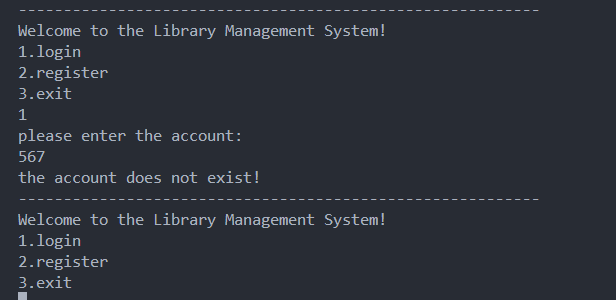 ----------------------------------------------------------
Welcome to the Library Management System!
1.login
2.register
3.exit
1
please enter the account:
567
the account does not exist!
----------------------------------------------------------
Welcome to the Library Management System!
1.login
2.register
3.exit